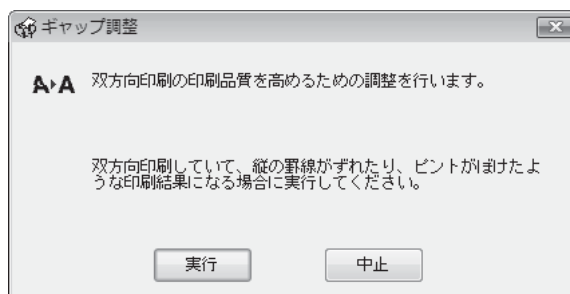 ギャップ調整
A▸A 双方向印刷の印刷品質を高めるための調整を行います。
双方向印刷していて、縦の罫線がずれたり、ピントがぼけたよ
うな印刷結果になる場合に実行してください。
実行 中止